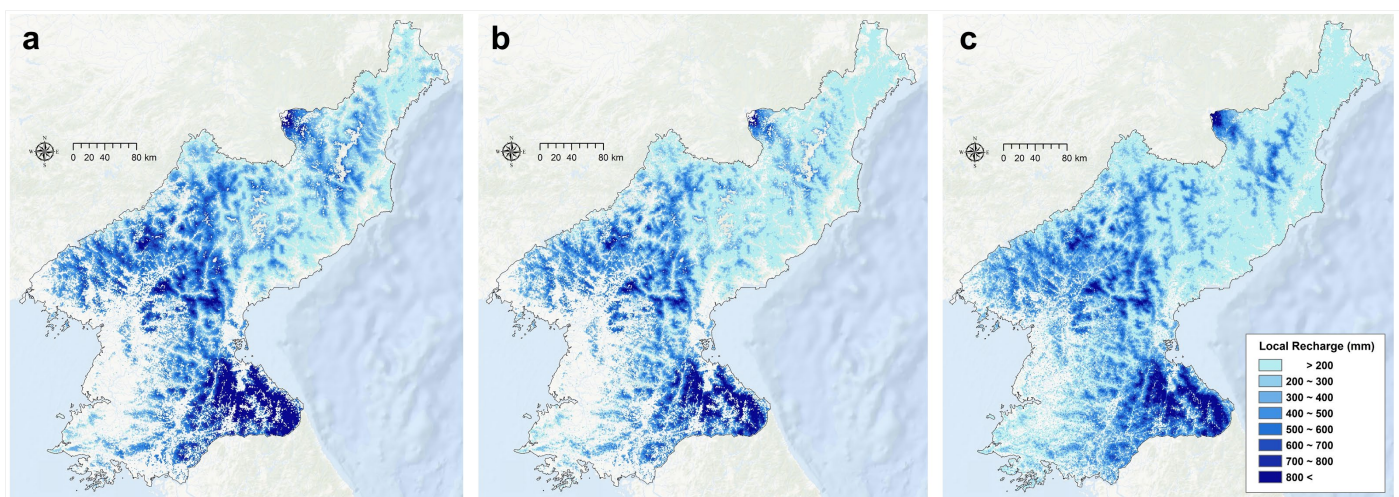 a
b
c
N
W E
S
0 20 40 80 km
N
W E
S
0 20 40 80 km
N
W E
S
0 20 40 80 km
Local Recharge (mm)
> 200
200 ~ 300
300 ~ 400
400 ~ 500
500 ~ 600
600 ~ 700
700 ~ 800
800 <